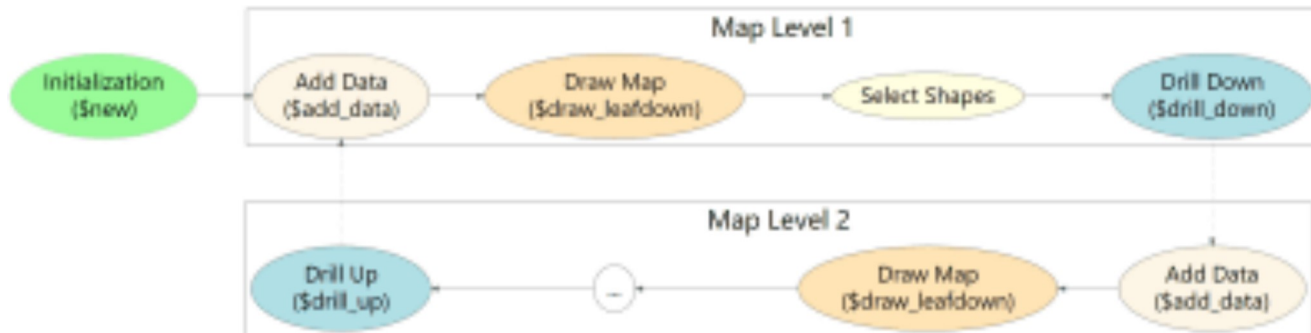 Map Level 1
Initialization
($new)
Add Data
($add_data)
Draw Map
($draw_leafdown)
Select Shapes
Drill Down
($drill_down)
Map Level 2
Drill Up
($drill_up)
...
Draw Map
($draw_leafdown)
Add Data
($add_data)